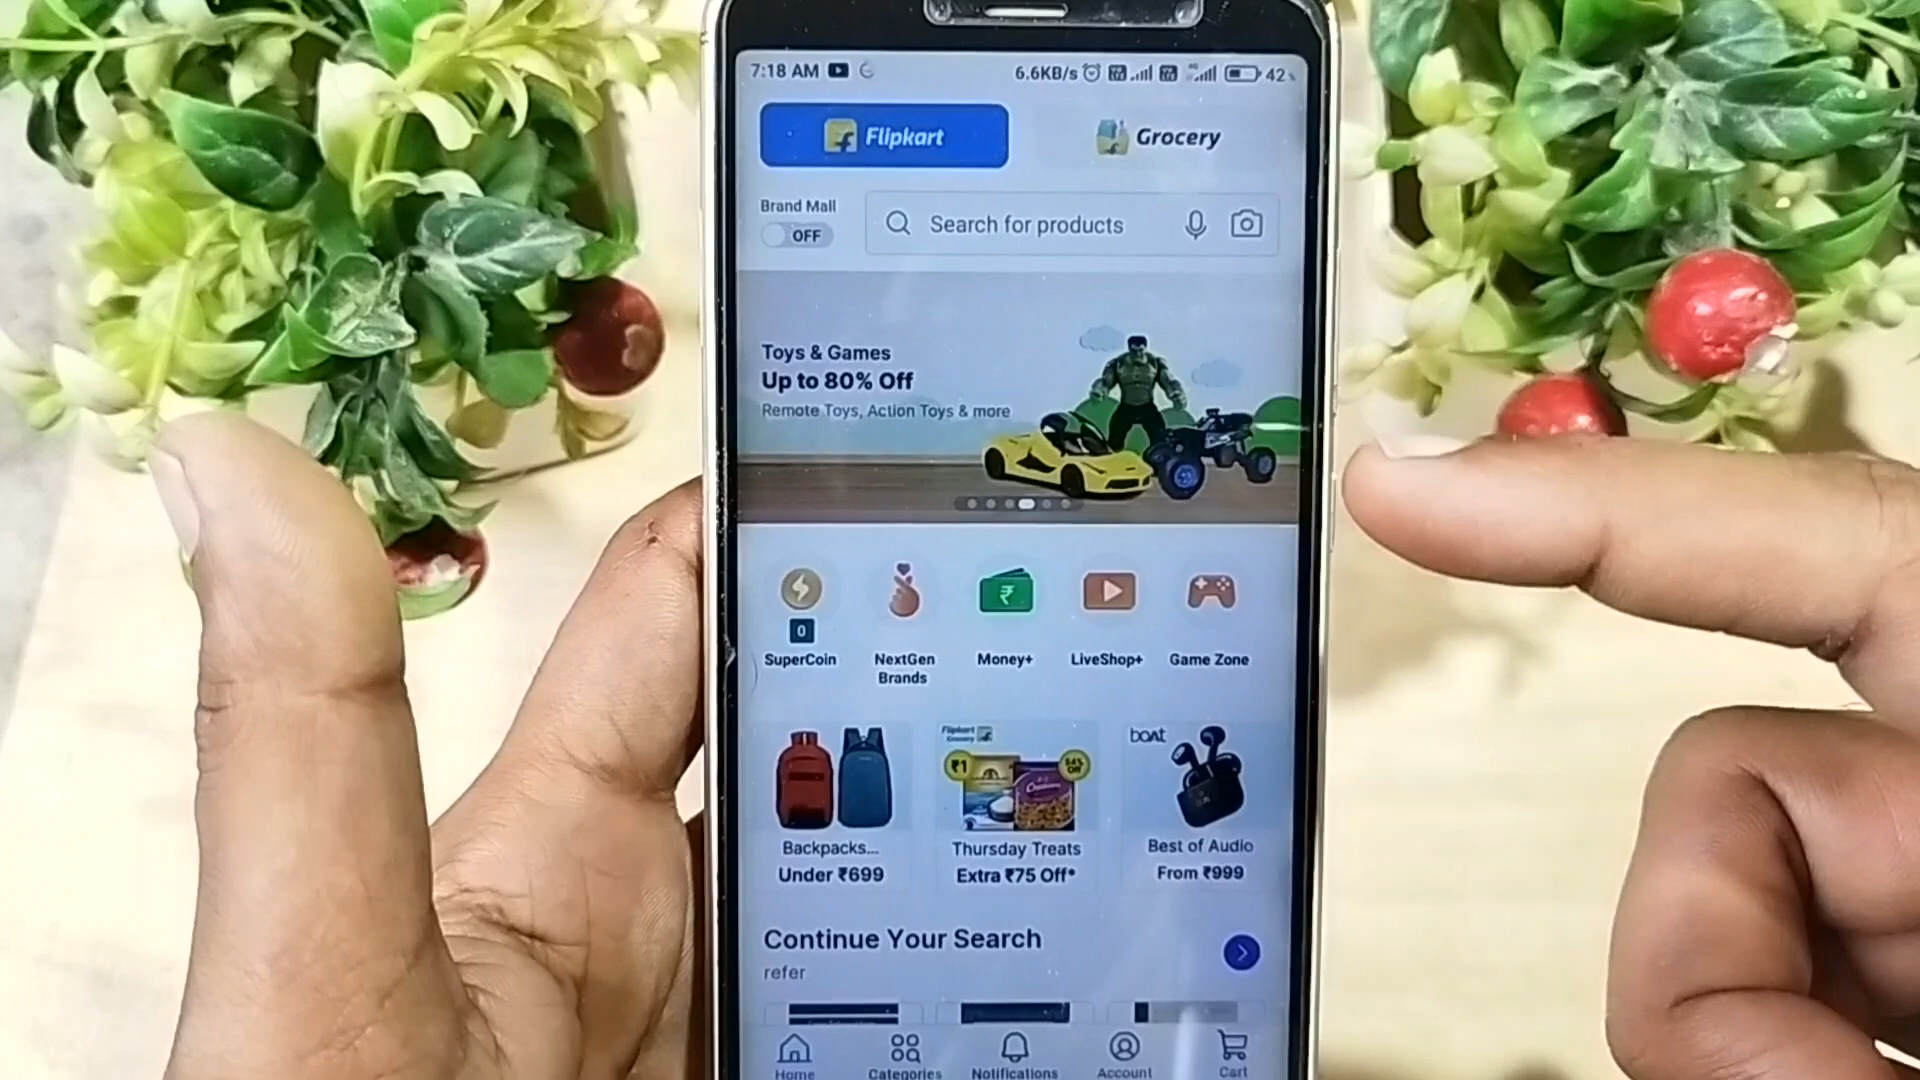 7:18 AM 6.6KB/s 42
Flipkart Grocery
Brand Mall
OFF
Search for products
Toys & Games
Up to 80% Off
Remote Toys, Action Toys & more
0
SuperCoin NextGen Brands Money+ LiveShop+ Game Zone
Flipkart
Grocery
₹1
boAt
Backpacks... Thursday Treats Best of Audio
Under ₹699 Extra ₹75 Off* From ₹999
Continue Your Search
refer
Home Categories Notifications Account Cart